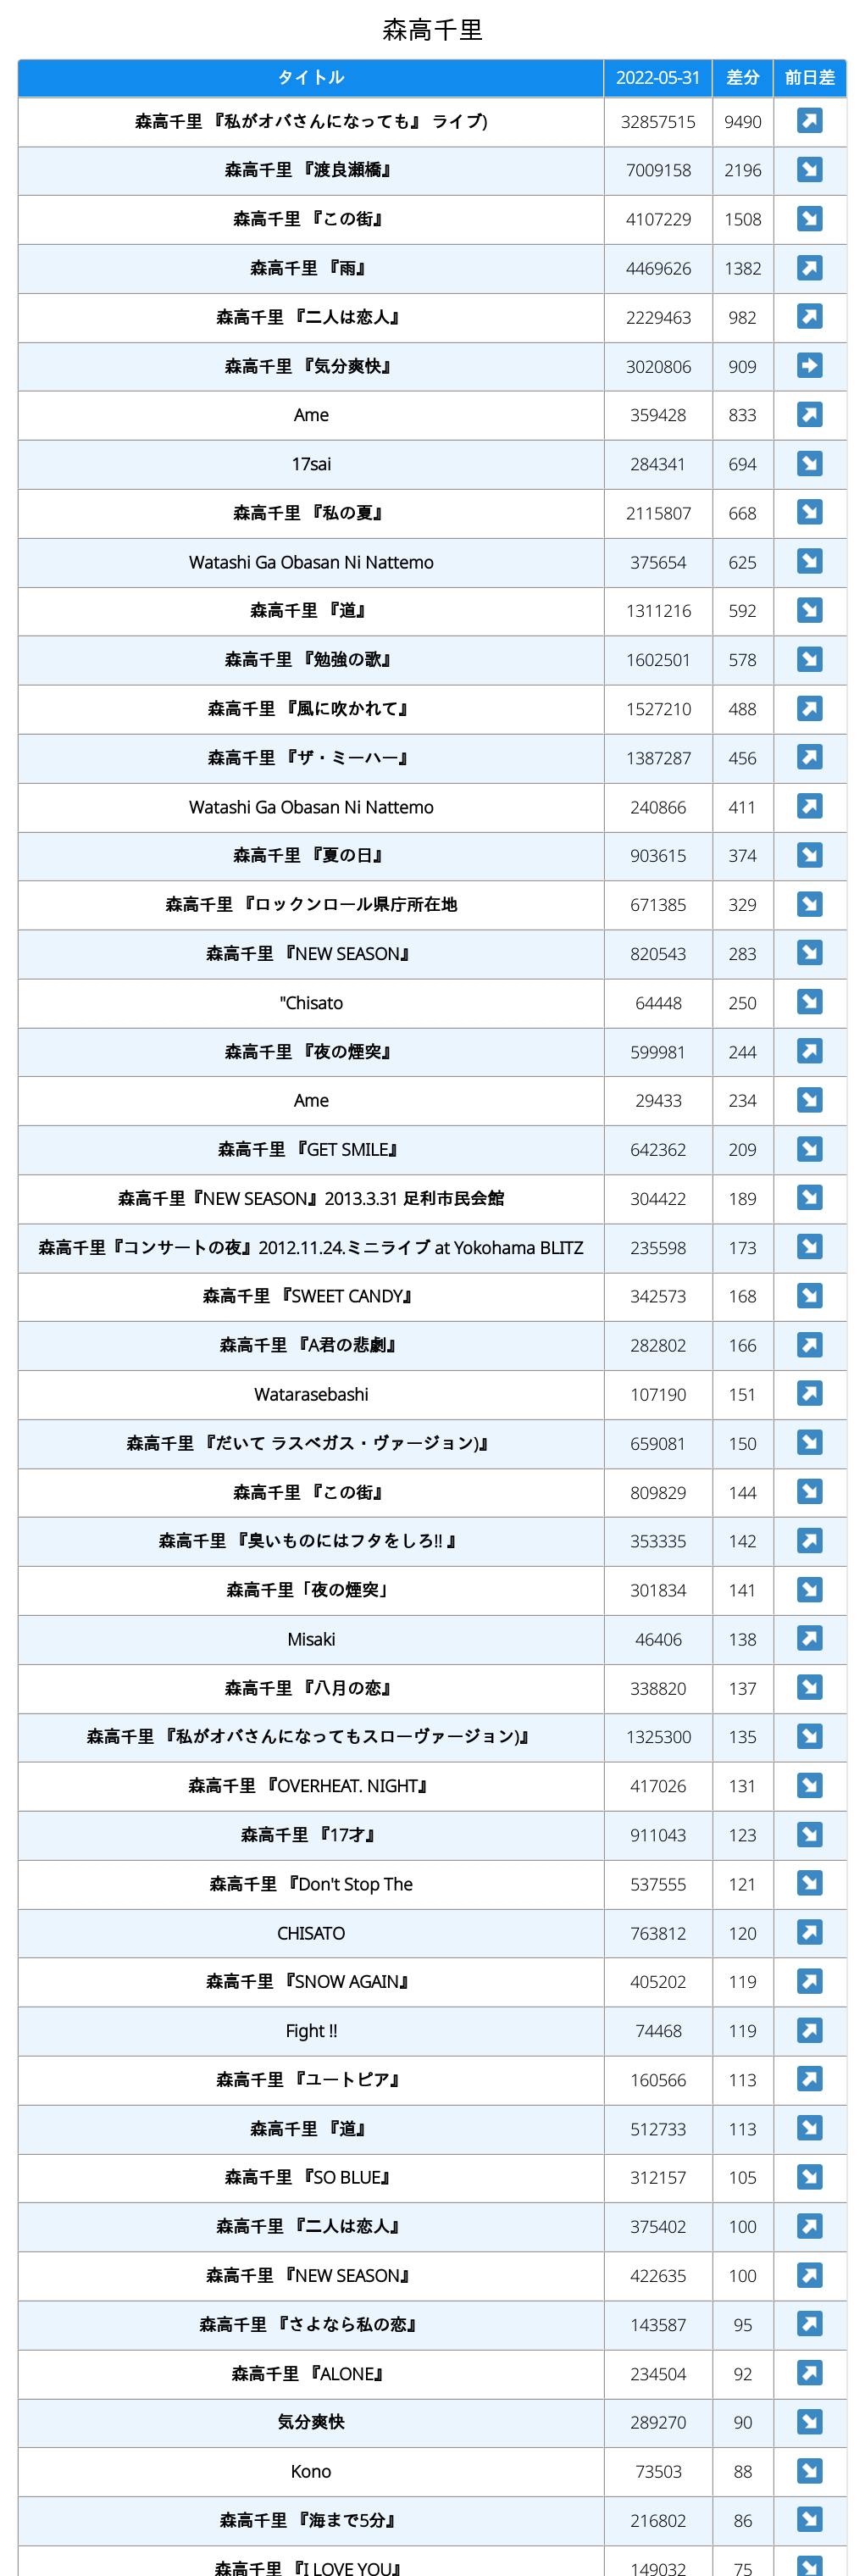 森高千里
タイトル 2022-05-31 差分 前日差
森高千里 『私がオバさんになっても』 ライブ) 32857515 9490
森高千里 『渡良瀬橋』 7009158 2196
森高千里 『この街』 4107229 1508
森高千里 『雨』 4469626 1382
森高千里 『二人は恋人』 2229463 982
森高千里 『気分爽快』 3020806 909
Ame 359428 833
17sai 284341 694
森高千里 『私の夏』 2115807 668
Watashi Ga Obasan Ni Nattemo 375654 625
森高千里 『道』 1311216 592
森高千里 『勉強の歌』 1602501 578
森高千里 『風に吹かれて』 1527210 488
森高千里 『ザ・ミーハー』 1387287 456
Watashi Ga Obasan Ni Nattemo 240866 411
森高千里 『夏の日』 903615 374
森高千里 『ロックンロール県庁所在地 671385 329
森高千里 『NEW SEASON』 820543 283
"Chisato 64448 250
森高千里 『夜の煙突』 599981 244
Ame 29433 234
森高千里 『GET SMILE』 642362 209
森高千里『NEW SEASON』2013.3.31 足利市民会館 304422 189
森高千里『コンサートの夜』2012.11.24.ミニライブ at Yokohama BLITZ 235598 173
森高千里 『SWEET CANDY』 342573 168
森高千里 『A君の悲劇』 282802 166
Watarasebashi 107190 151
森高千里 『だいて ラスベガス・ヴァージョン)』 659081 150
森高千里 『この街』 809829 144
森高千里 『臭いものにはフタをしろ!! 』 353335 142
森高千里「夜の煙突」 301834 141
Misaki 46406 138
森高千里 『八月の恋』 338820 137
森高千里 『私がオバさんになってもスローヴァージョン)』 1325300 135
森高千里 『OVERHEAT. NIGHT』 417026 131
森高千里 『17才』 911043 123
森高千里 『Don't Stop The 537555 121
CHISATO 763812 120
森高千里 『SNOW AGAIN』 405202 119
Fight !! 74468 119
森高千里 『ユートピア』 160566 113
森高千里 『道』 512733 113
森高千里 『SO BLUE』 312157 105
森高千里 『二人は恋人』 375402 100
森高千里 『NEW SEASON』 422635 100
森高千里 『さよなら私の恋』 143587 95
森高千里 『ALONE』 234504 92
気分爽快 289270 90
Kono 73503 88
森高千里 『海まで5分』 216802 86
森高千里 『I LOVE YOU』 149032 75